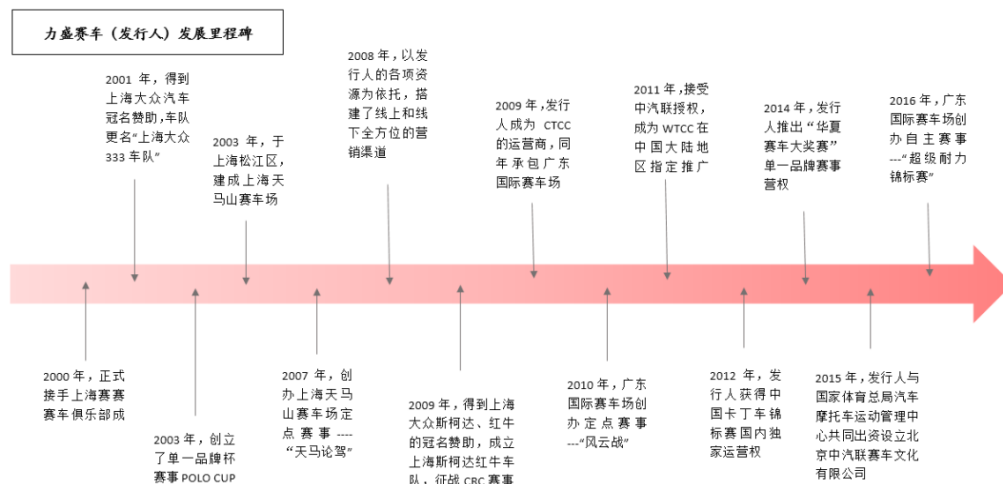 力盛赛车（发行人）发展里程碑
2001 年，得到
上海大众汽车
冠名赞助，车队
更名“上海大众
333 车队”
2003 年，于
上海松江区，
建成上海天
马山赛车场
2008 年，以发
行人的各项资
源为依托，搭
建了线上和线
下全方位的营
销渠道
2009 年，发行
人成为 CTCC
的运营商，同
年承包广东
国际赛车场
2011 年，接受
中汽联授权，
成为 WTCC 在
中国大陆地
区指定推广
2014 年，发行
人推出“华夏
赛车大奖赛”
单一品牌赛事
营权
2016 年，广东
国际赛车场创
办自主赛事
---“超级耐力
锦标赛”
2000 年，正式
接手上海赛赛
赛车俱乐部成
2003 年，创立
了单一品牌杯
赛事 POLO CUP
2007 年，创
办上海天马
山赛车场定
点赛事 ----
“天马论驾”
2009 年，得到上海
大众斯柯达、红牛
的冠名赞助，成立
上海斯柯达红牛车
队，征战 CRC 赛事
2010 年，广东
国际赛车场创
办定点赛事
---“风云战”
2012 年，发
行人获得中
国卡丁车锦
标赛国内独
家运营权
2015 年，发行人与
国家体育总局汽车
摩托车运动管理中
心共同出资设立北
京中汽联赛车文化
有限公司